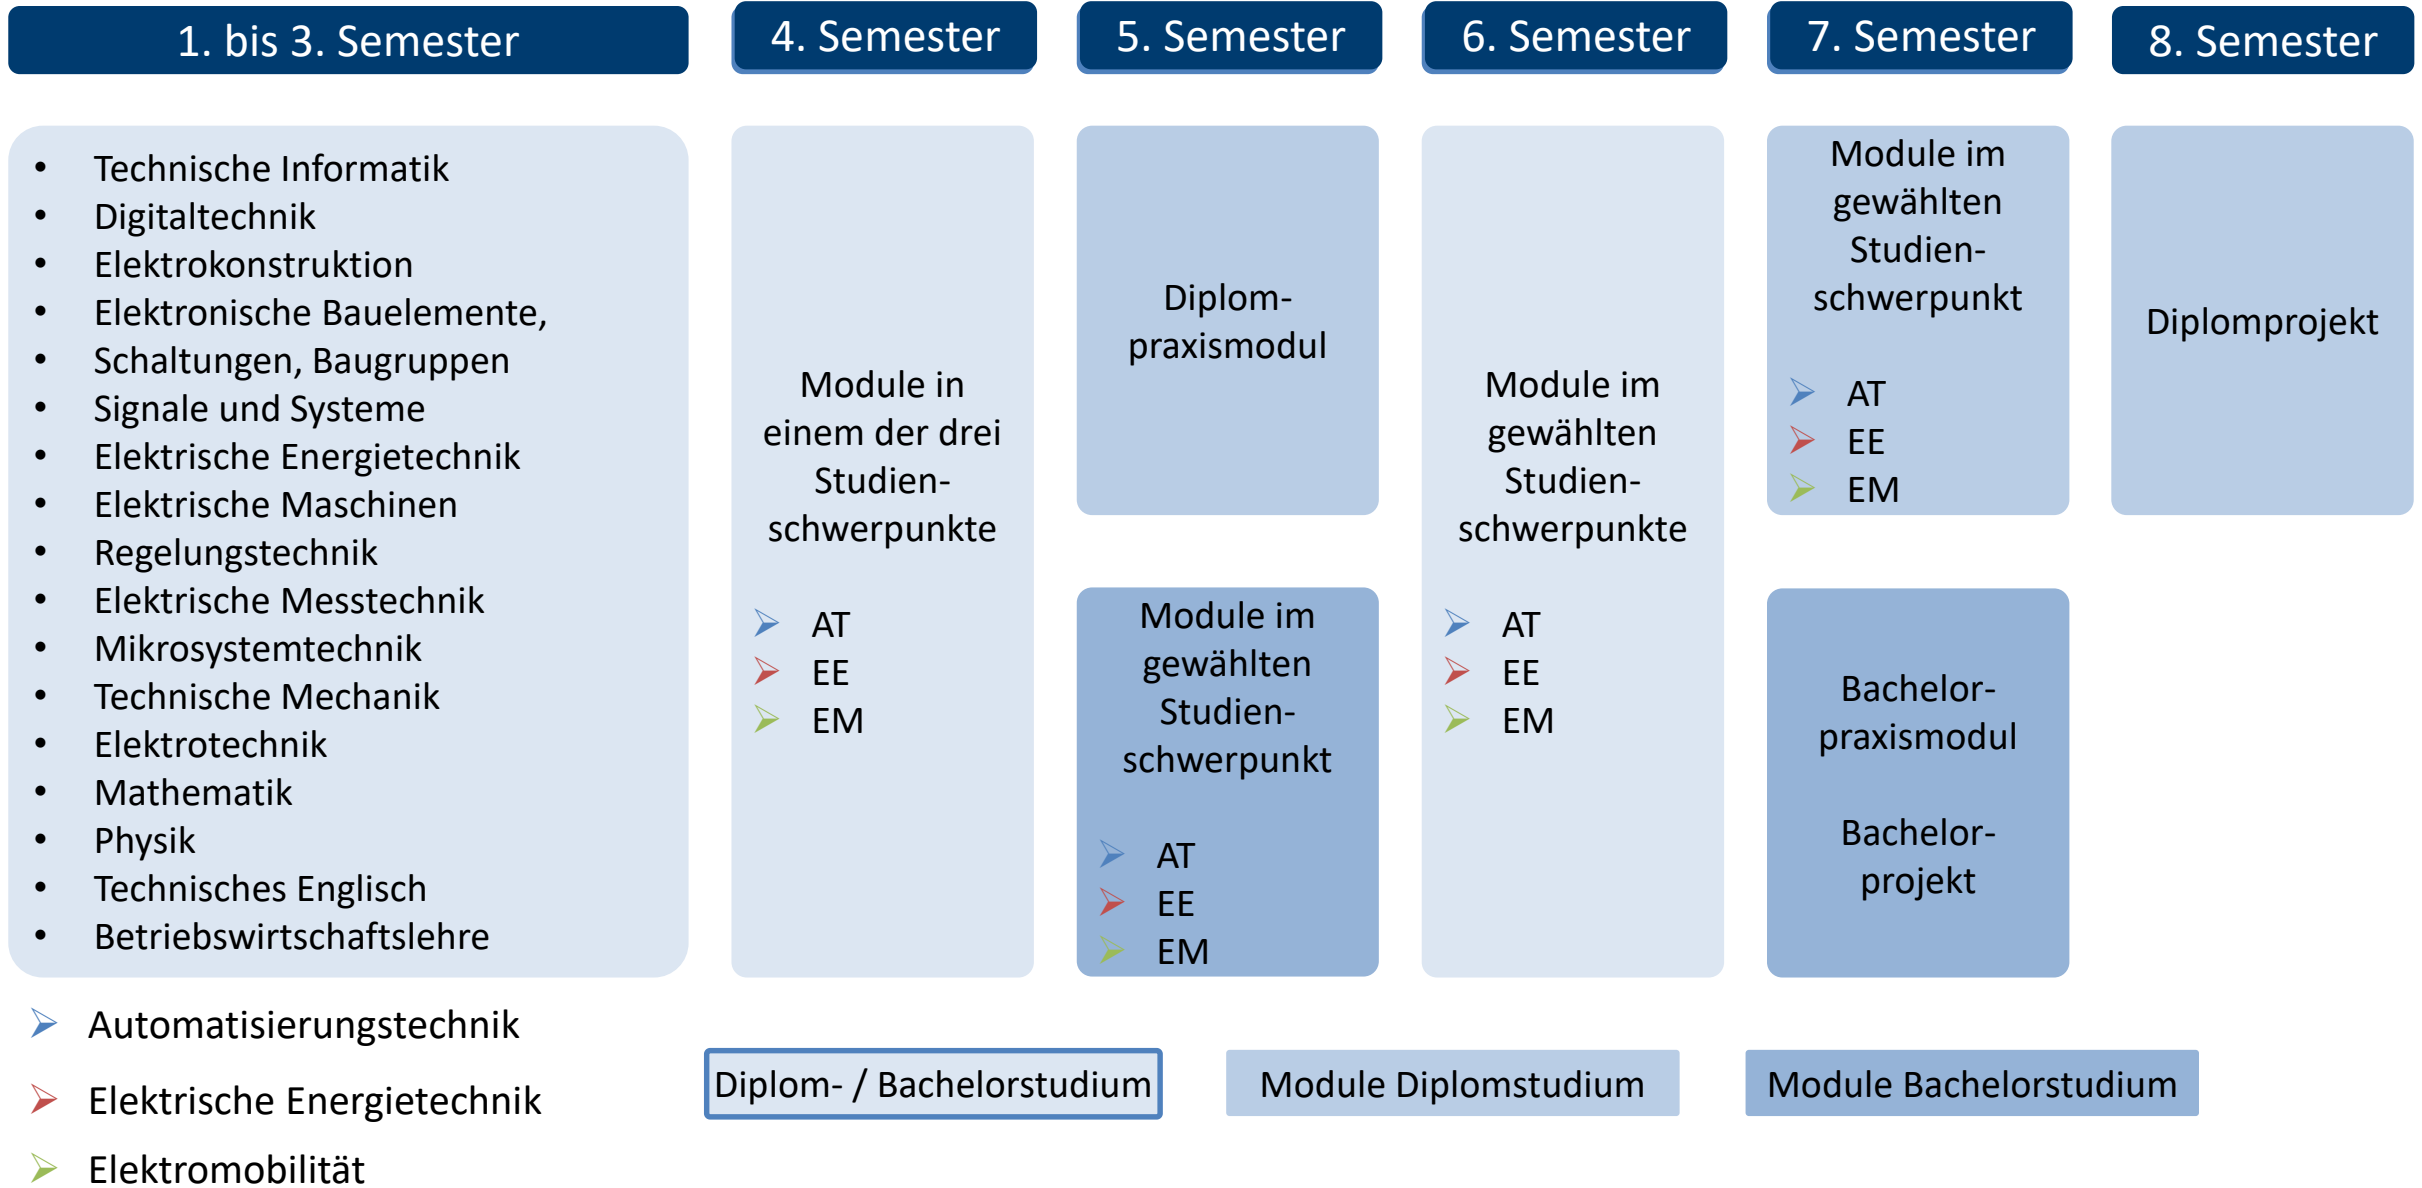 1. bis 3. Semester
• Technische Informatik
• Digitaltechnik
• Elektrokonstruktion
• Elektronische Bauelemente,
• Schaltungen, Baugruppen
• Signale und Systeme
• Elektrische Energietechnik
• Elektrische Maschinen
• Regelungstechnik
• Elektrische Messtechnik
• Mikrosystemtechnik
• Technische Mechanik
• Elektrotechnik
• Mathematik
• Physik
• Technisches Englisch
• Betriebswirtschaftslehre
4. Semester
Module in
einem der drei
Studien-
schwerpunkte
AT
EE
EM
5. Semester
Diplom-
praxismodul
Module im
gewählten
Studien-
schwerpunkt
AT
EE
EM
6. Semester
Module im
gewählten
Studien-
schwerpunkte
AT
EE
EM
7. Semester
Module im
gewählten
Studien-
schwerpunkt
AT
EE
EM
Bachelor-
praxismodul
Bachelor-
projekt
8. Semester
Diplomprojekt
Automatisierungstechnik
Elektrische Energietechnik
Elektromobilität
Diplom- / Bachelorstudium
Module Diplomstudium
Module Bachelorstudium